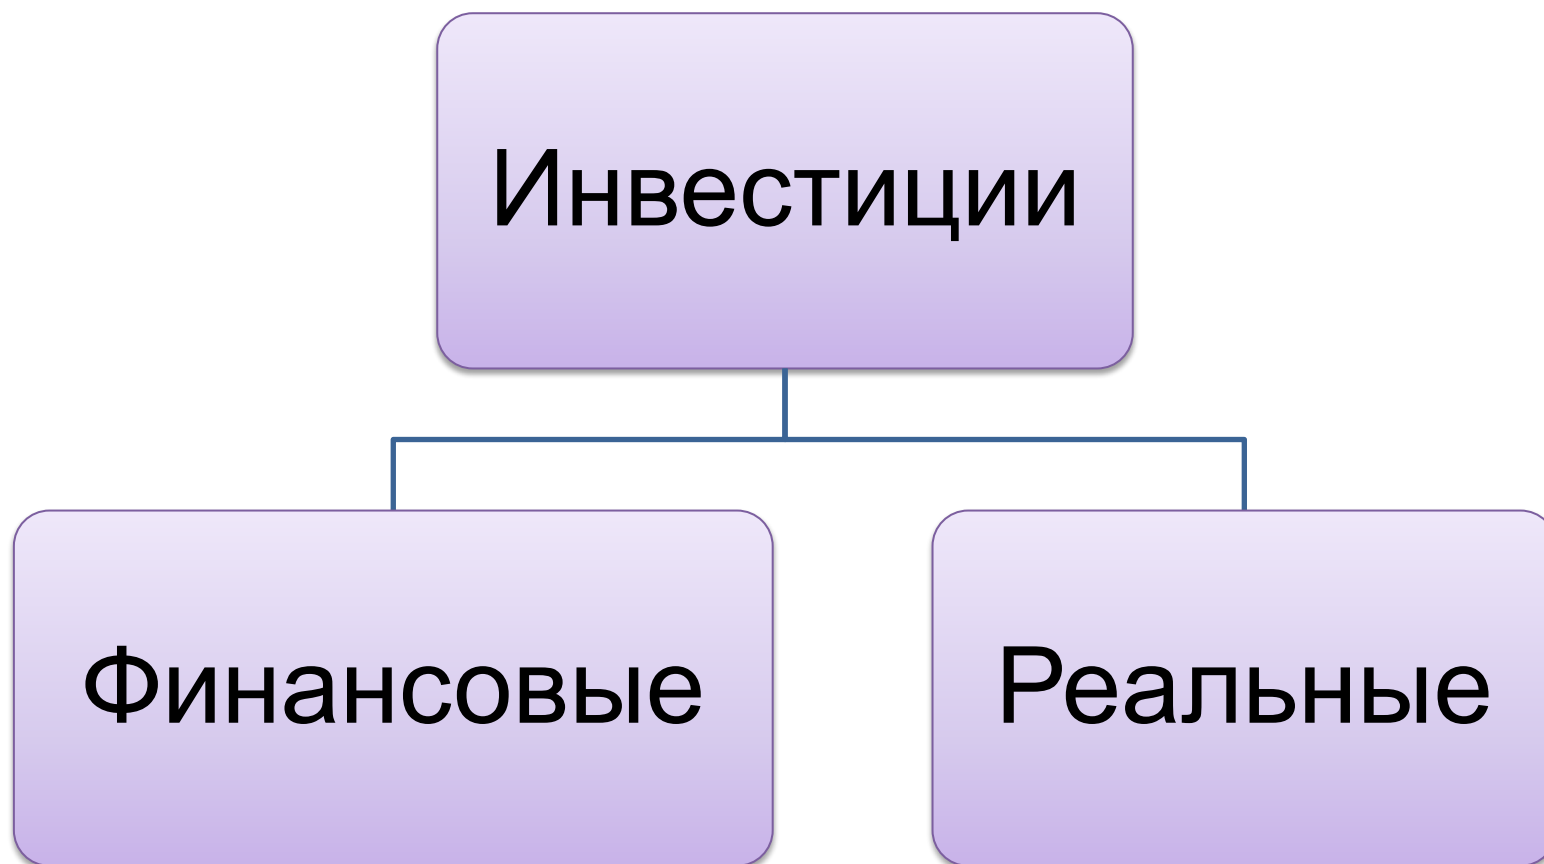 Инвестиции
Финансовые
Реальные